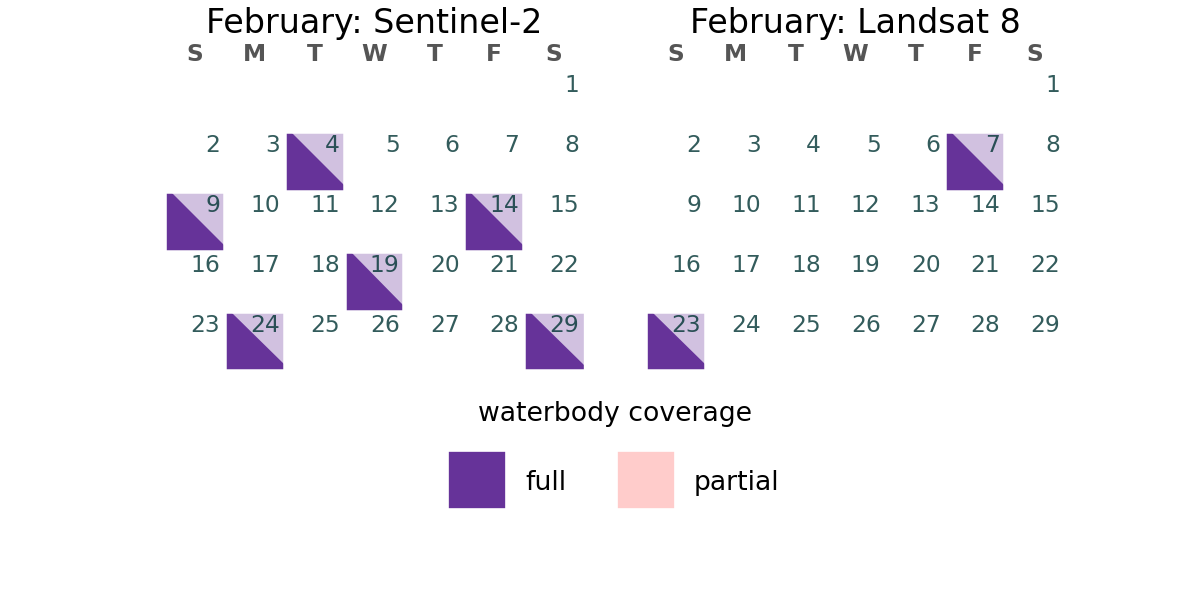 February: Sentinel-2
S M T W T F S
1
2 3 4 5 6 7 8
9 10 11 12 13 14 15
16 17 18 19 20 21 22
23 24 25 26 27 28 29
February: Landsat 8
S M T W T F S
1
2 3 4 5 6 7 8
9 10 11 12 13 14 15
16 17 18 19 20 21 22
23 24 25 26 27 28 29
waterbody coverage
full
partial